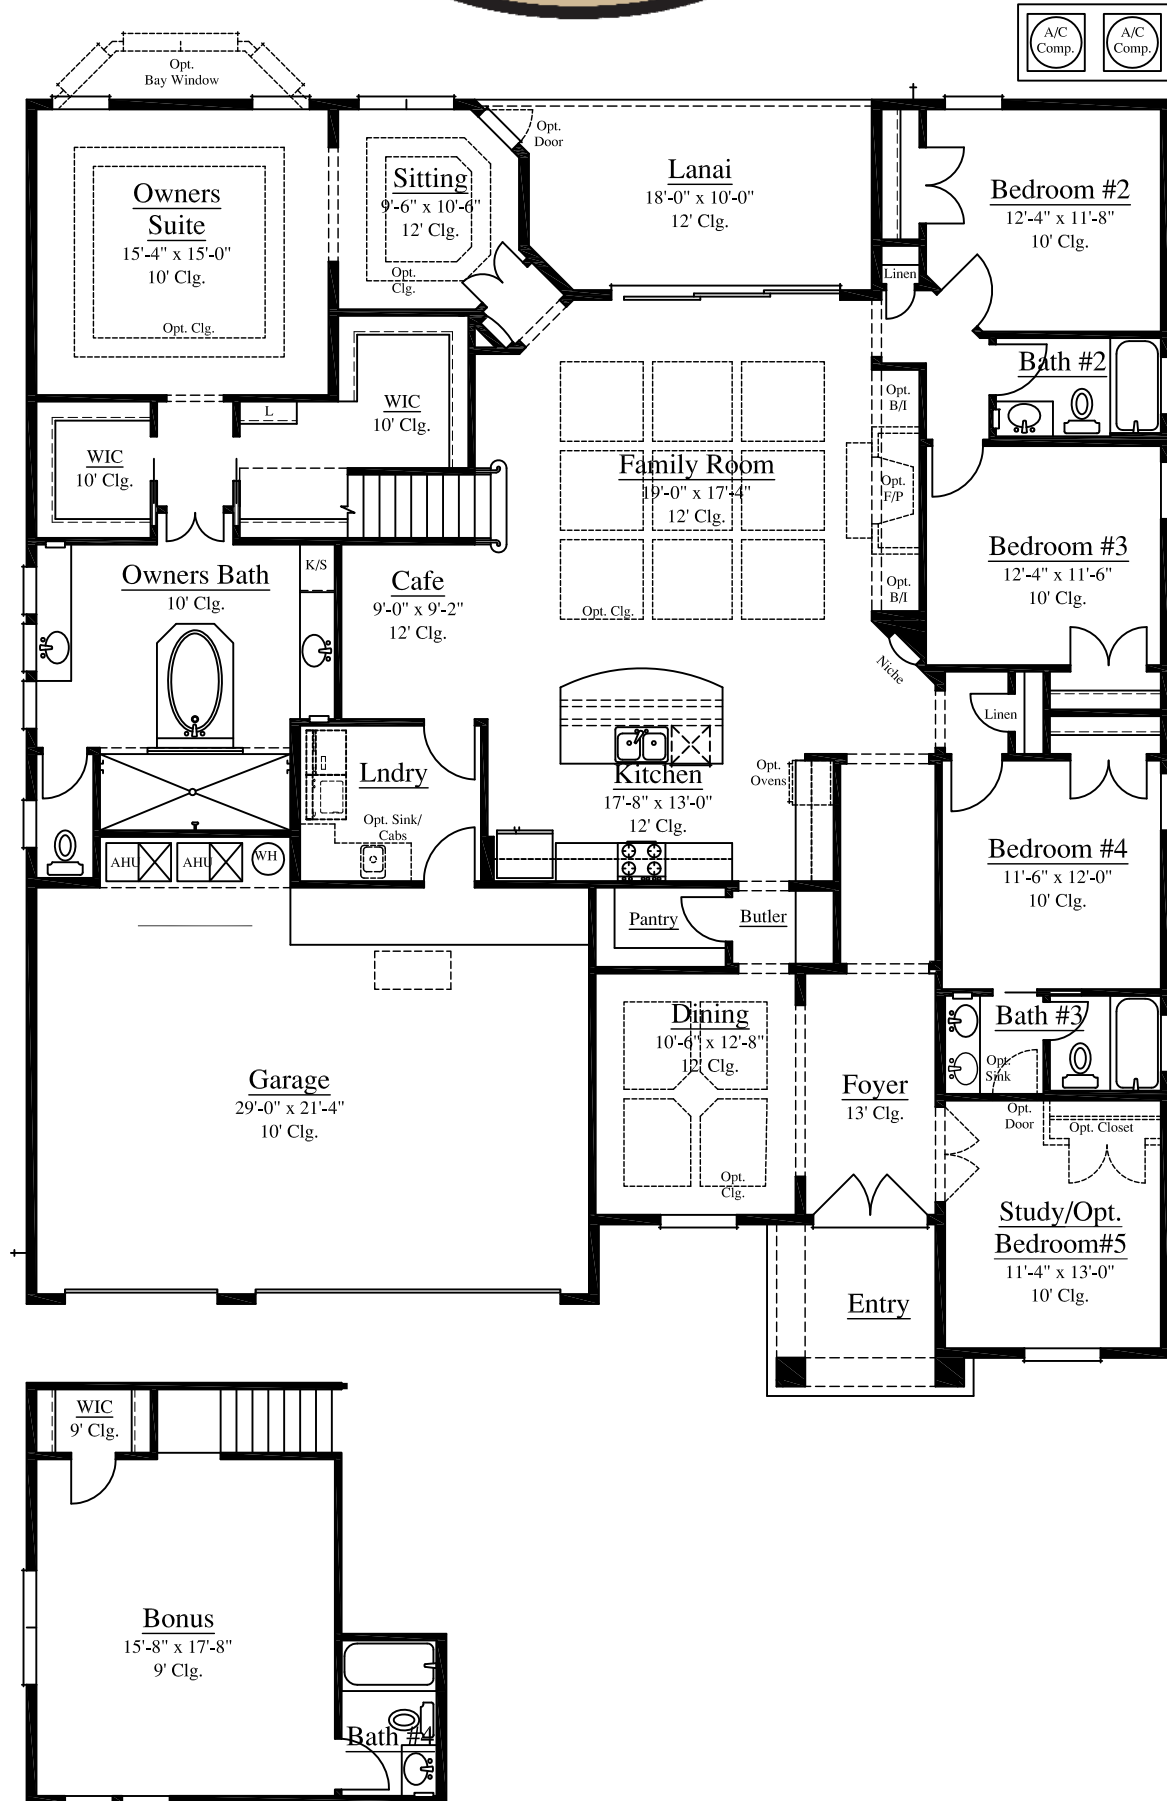 A/C
Comp.
A/C
Comp.
Opt.
Bay Window
Opt.
Door
Owners
Suite
15'-4" x 15'-0"
10' Clg.
Opt. Clg.
Sitting
9'-6" x 10'-6"
12' Clg.
Opt.
Clg.
Lanai
18'-0" x 10'-0"
12' Clg.
Bedroom #2
12'-4" x 11'-8"
10' Clg.
Linen
Bath #2
WIC
10' Clg.
L
WIC
10' Clg.
Family Room
19'-0" x 17'-4"
12' Clg.
Opt. Clg.
Opt.
B/I
Opt.
F/P
Opt.
B/I
Niche
Bedroom #3
12'-4" x 11'-6"
10' Clg.
Owners Bath
10' Clg.
K/S
Cafe
9'-0" x 9'-2"
12' Clg.
Linen
Lndry
Opt. Sink/
Cabs
Kitchen
17'-8" x 13'-0"
12' Clg.
Opt.
Ovens
Bedroom #4
11'-6" x 12'-0"
10' Clg.
AHU
AHU
WH
Pantry
Butler
Dining
10'-6" x 12'-8"
12' Clg.
Opt.
Clg.
Foyer
13' Clg.
Bath #3
Opt.
Sink
Opt.
Door
Opt. Closet
Garage
29'-0" x 21'-4"
10' Clg.
Study/Opt.
Bedroom#5
11'-4" x 13'-0"
10' Clg.
Entry
WIC
9' Clg.
Bonus
15'-8" x 17'-8"
9' Clg.
Bath #4